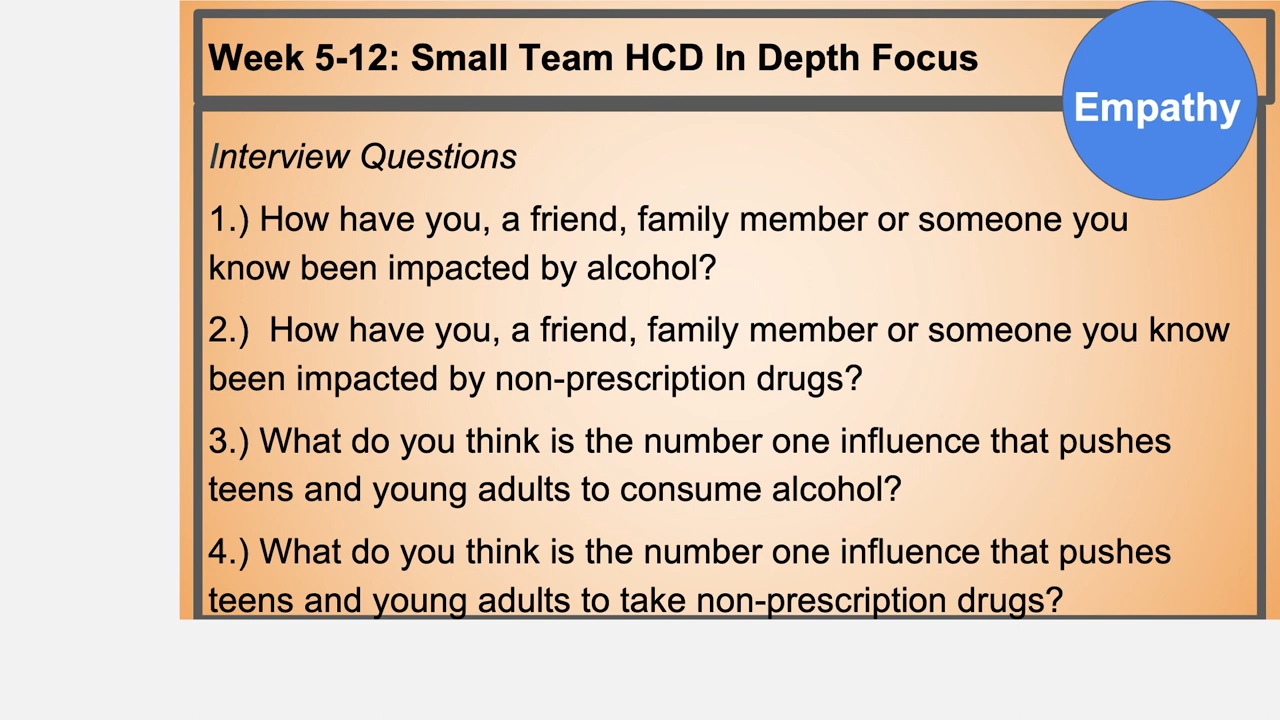 Week 5-12: Small Team HCD In Depth Focus
Empathy
Interview Questions
1.) How have you, a friend, family member or someone you
know been impacted by alcohol?
2.)  How have you, a friend, family member or someone you know
been impacted by non-prescription drugs?
3.) What do you think is the number one influence that pushes
teens and young adults to consume alcohol?
4.) What do you think is the number one influence that pushes
teens and young adults to take non-prescription drugs?